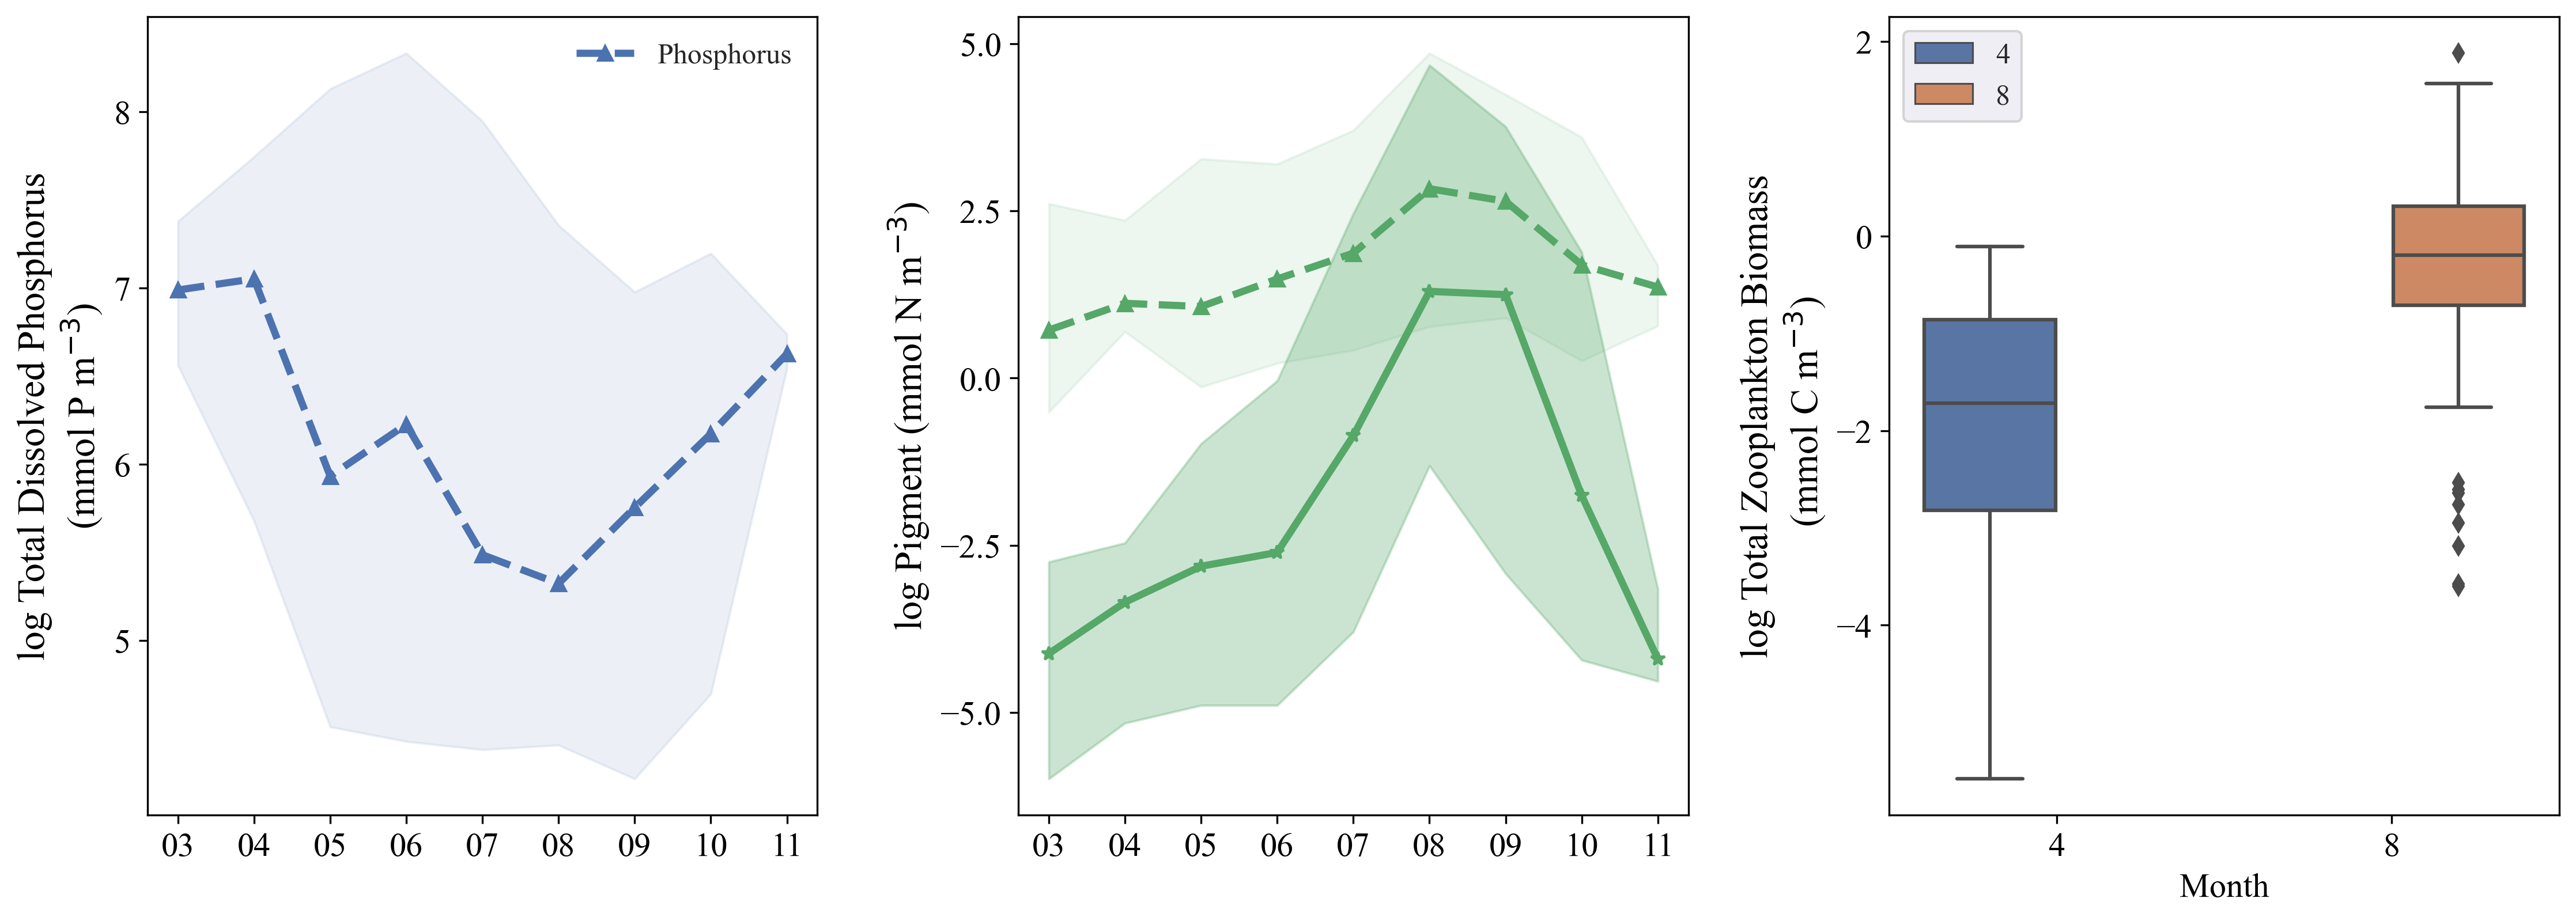 log Total Dissolved Phosphorus
(mmol P m−3)
8
7
6
5
Phosphorus
03 04 05 06 07 08 09 10 11
log Pigment (mmol N m−3)
5.0
2.5
0.0
−2.5
−5.0
03 04 05 06 07 08 09 10 11
log Total Zooplankton Biomass
(mmol C m−3)
2
0
−2
−4
4
8
4 8
Month